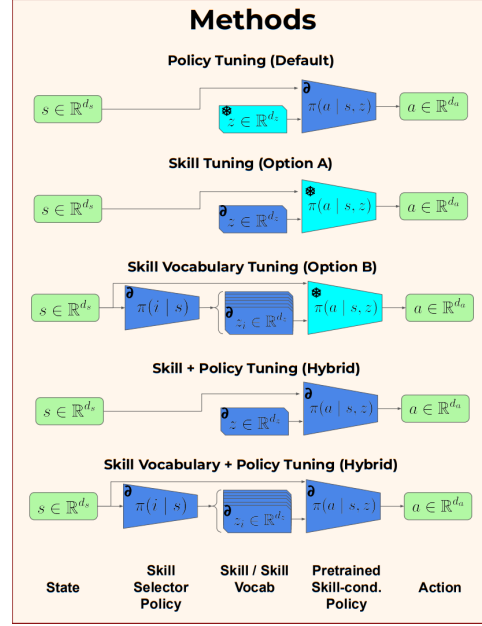 Methods
Policy Tuning (Default)
s ∈ ℝ^{d_s}
z ∈ ℝ^{d_z}
π(a | s, z)
a ∈ ℝ^{d_a}
Skill Tuning (Option A)
s ∈ ℝ^{d_s}
∂
z ∈ ℝ^{d_z}
π(a | s, z)
a ∈ ℝ^{d_a}
Skill Vocabulary Tuning (Option B)
s ∈ ℝ^{d_s}
∂
π(i | s)
∂
z_i ∈ ℝ^{d_z}
π(a | s, z)
a ∈ ℝ^{d_a}
Skill + Policy Tuning (Hybrid)
s ∈ ℝ^{d_s}
∂
z ∈ ℝ^{d_z}
∂
π(a | s, z)
a ∈ ℝ^{d_a}
Skill Vocabulary + Policy Tuning (Hybrid)
s ∈ ℝ^{d_s}
∂
π(i | s)
∂
z_i ∈ ℝ^{d_z}
∂
π(a | s, z)
a ∈ ℝ^{d_a}
State
Skill
Selector
Policy
Skill / Skill
Vocab
Pretrained
Skill-cond.
Policy
Action